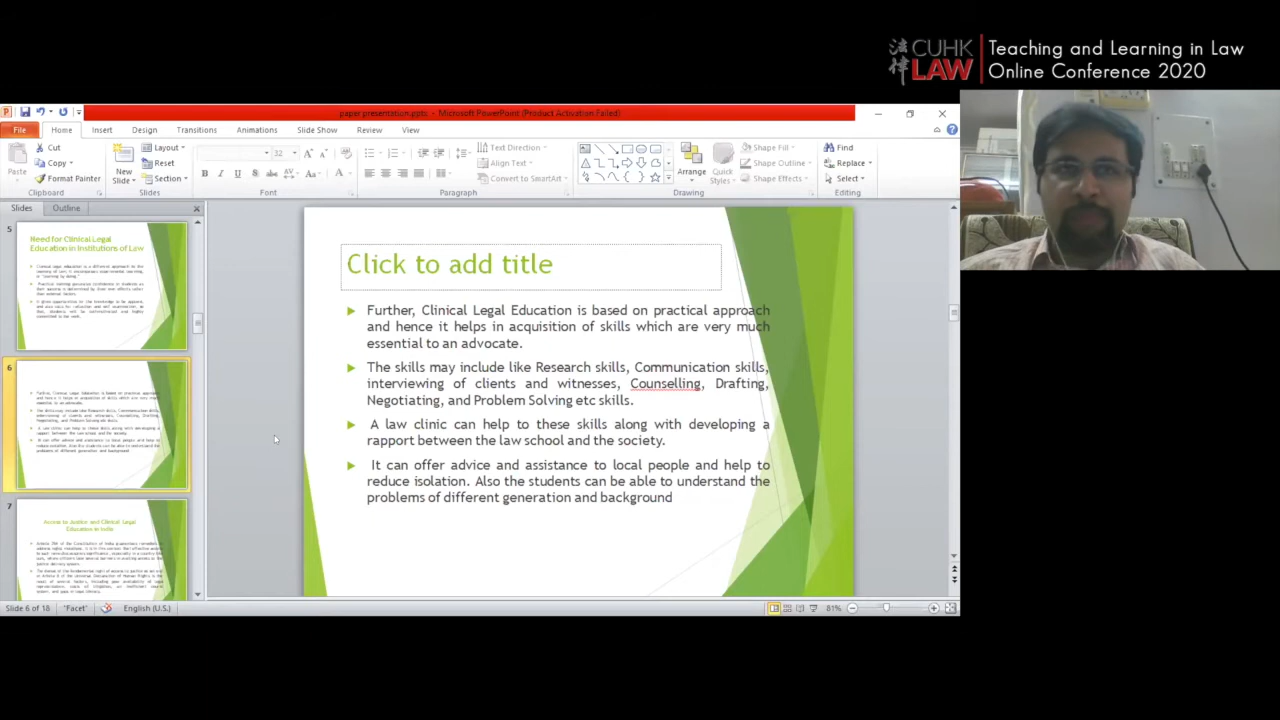 法律 CUHK LAW
Teaching and Learning in Law
Online Conference 2020
paper presentation.pptx - Microsoft PowerPoint (Product Activation Failed)
File Home Insert Design Transitions Animations Slide Show Review View
Cut
Copy
Format Painter
Paste
Clipboard
New Slide
Layout
Reset
Section
Slides
32
Font
Text Direction
Align Text
Convert to SmartArt
Paragraph
Arrange
Quick Styles
Shape Fill
Shape Outline
Shape Effects
Drawing
Find
Replace
Select
Editing
Slides Outline
5
Need for Clinical Legal
Education in Institutions of Law
6
7
Access to Justice and Clinical Legal
Education in India
Click to add title
Further, Clinical Legal Education is based on practical approach
and hence it helps in acquisition of skills which are very much
essential to an advocate.
The skills may include like Research skills, Communication skills,
interviewing of clients and witnesses, Counselling, Drafting,
Negotiating, and Problem Solving etc skills.
A law clinic can help to these skills along with developing a
rapport between the law school and the society.
It can offer advice and assistance to local people and help to
reduce isolation. Also the students can be able to understand the
problems of different generation and background
Slide 6 of 18 "Facet" English (U.S.) 81%